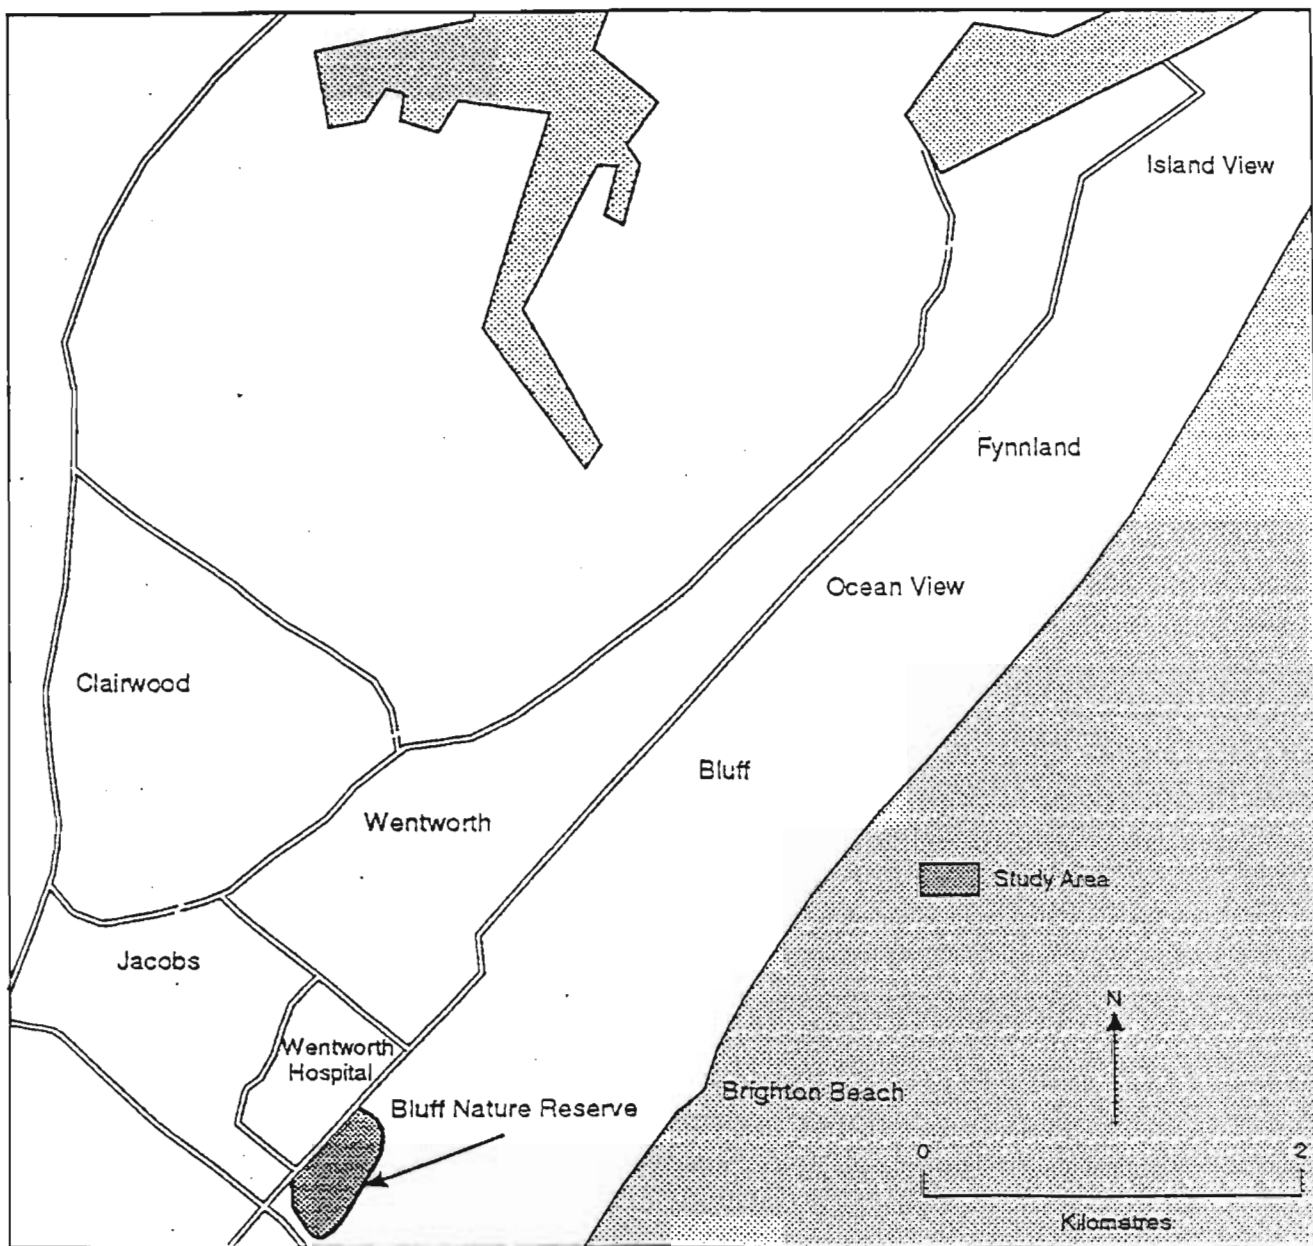 Island View
Fynnland
Ocean View
Clairwood
Bluff
Wentworth
Study Area
Jacobs
N
Wentworth
Hospital
Brighton Beach
Bluff Nature Reserve
0 2
Kilometres